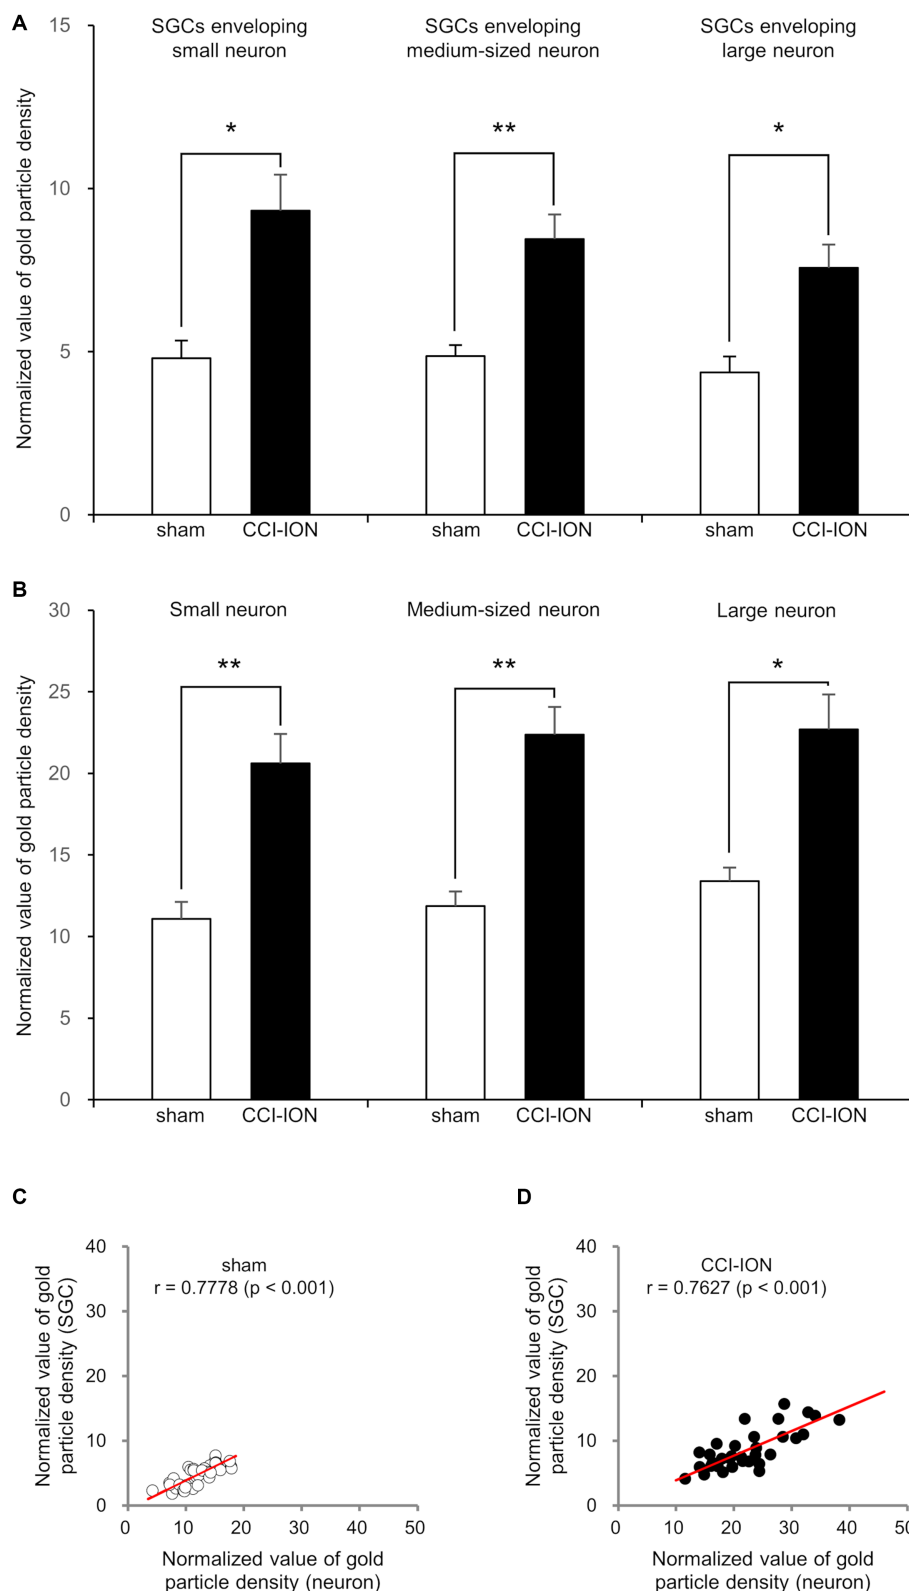 A
SGCs enveloping
small neuron
SGCs enveloping
medium-sized neuron
SGCs enveloping
large neuron
Normalized value of gold particle density
15
10
5
0
*
**
*
sham
CCI-ION
sham
CCI-ION
sham
CCI-ION
B
Small neuron
Medium-sized neuron
Large neuron
Normalized value of gold particle density
30
25
20
15
10
5
0
**
**
*
sham
CCI-ION
sham
CCI-ION
sham
CCI-ION
C
sham
r = 0.7778 (p < 0.001)
Normalized value of gold
particle density (SGC)
40
30
20
10
0
0 10 20 30 40 50
Normalized value of gold
particle density (neuron)
D
CCI-ION
r = 0.7627 (p < 0.001)
Normalized value of gold
particle density (SGC)
40
30
20
10
0
0 10 20 30 40 50
Normalized value of gold
particle density (neuron)